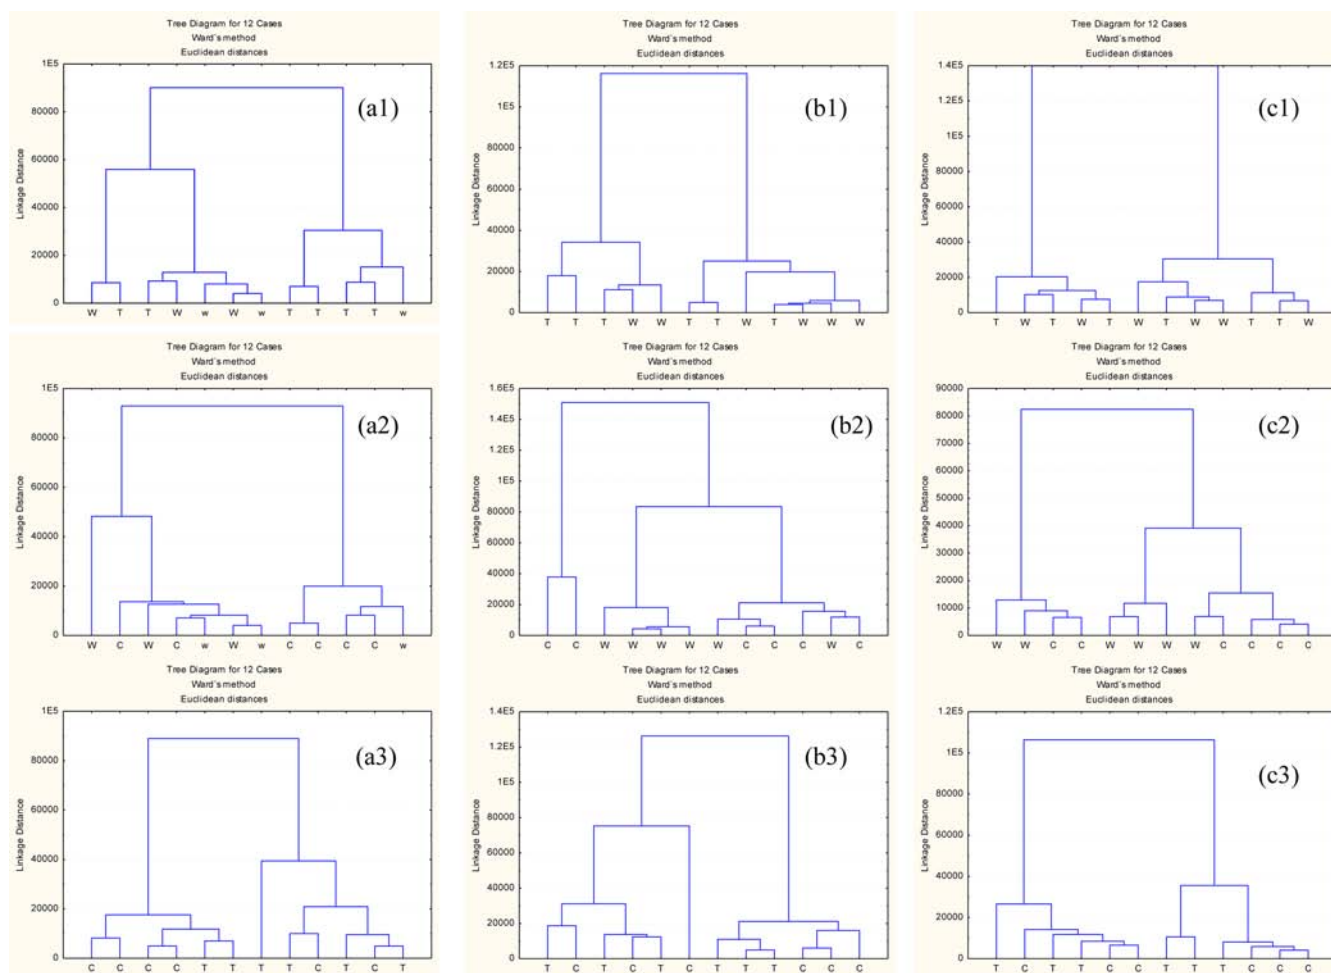 Tree Diagram for 12 Cases
Ward`s method
Euclidean distances
(a1)
Linkage Distance
1E5
80000
60000
40000
20000
0
W T T W w W w T T T T w
Tree Diagram for 12 Cases
Ward`s method
Euclidean distances
(b1)
Linkage Distance
1.2E5
1E5
80000
60000
40000
20000
0
T T T W W T T W T W W W
Tree Diagram for 12 Cases
Ward`s method
Euclidean distances
(c1)
Linkage Distance
1.4E5
1.2E5
1E5
80000
60000
40000
20000
0
T W T W T W T W W T T W
Tree Diagram for 12 Cases
Ward`s method
Euclidean distances
(a2)
Linkage Distance
1E5
80000
60000
40000
20000
0
W C W C w W w C C C C w
Tree Diagram for 12 Cases
Ward`s method
Euclidean distances
(b2)
Linkage Distance
1.6E5
1.4E5
1.2E5
1E5
80000
60000
40000
20000
0
C C W W W W W C C C W C
Tree Diagram for 12 Cases
Ward`s method
Euclidean distances
(c2)
Linkage Distance
90000
80000
70000
60000
50000
40000
30000
20000
10000
0
W W C C W W W W C C C C
Tree Diagram for 12 Cases
Ward`s method
Euclidean distances
(a3)
Linkage Distance
1E5
80000
60000
40000
20000
0
C C C C T T T T C T C T
Tree Diagram for 12 Cases
Ward`s method
Euclidean distances
(b3)
Linkage Distance
1.4E5
1.2E5
1E5
80000
60000
40000
20000
0
T C T C T C T T T C C C
Tree Diagram for 12 Cases
Ward`s method
Euclidean distances
(c3)
Linkage Distance
1.2E5
1E5
80000
60000
40000
20000
0
T C T T C C T T T C C C